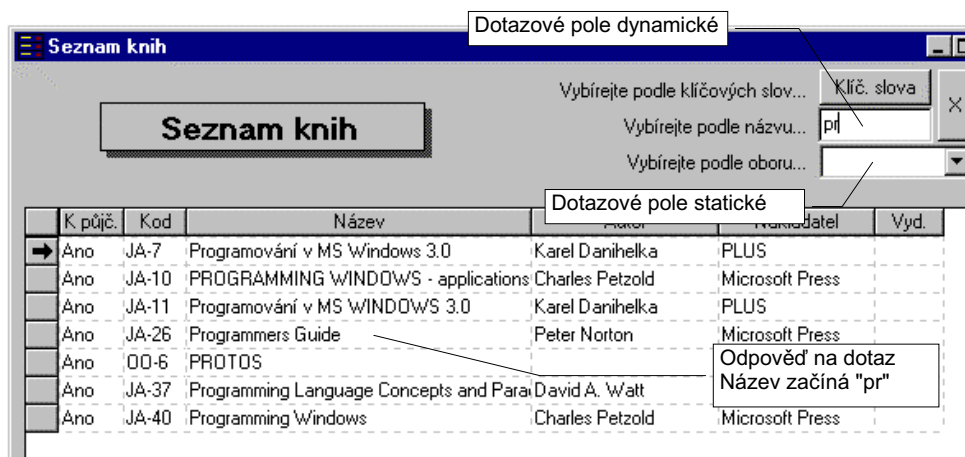 Dotazové pole dynamické
Seznam knih
Vybírejte podle klíčových slov... Klíč. slova X
Seznam knih
Vybírejte podle názvu... pr
Vybírejte podle oboru...
Dotazové pole statické
K půjč. Kod Název Autor Nakladatel Vyd.
Ano JA-7 Programování v MS Windows 3.0 Karel Danihelka PLUS
Ano JA-10 PROGRAMMING WINDOWS - applications Charles Petzold Microsoft Press
Ano JA-11 Programování v MS WINDOWS 3.0 Karel Danihelka PLUS
Ano JA-26 Programmers Guide Peter Norton Microsoft Press
Ano OO-6 PROTOS
Ano JA-37 Programming Language Concepts and Para David A. Watt
Ano JA-40 Programming Windows Charles Petzold Microsoft Press
Odpověď na dotaz
Název začíná "pr"